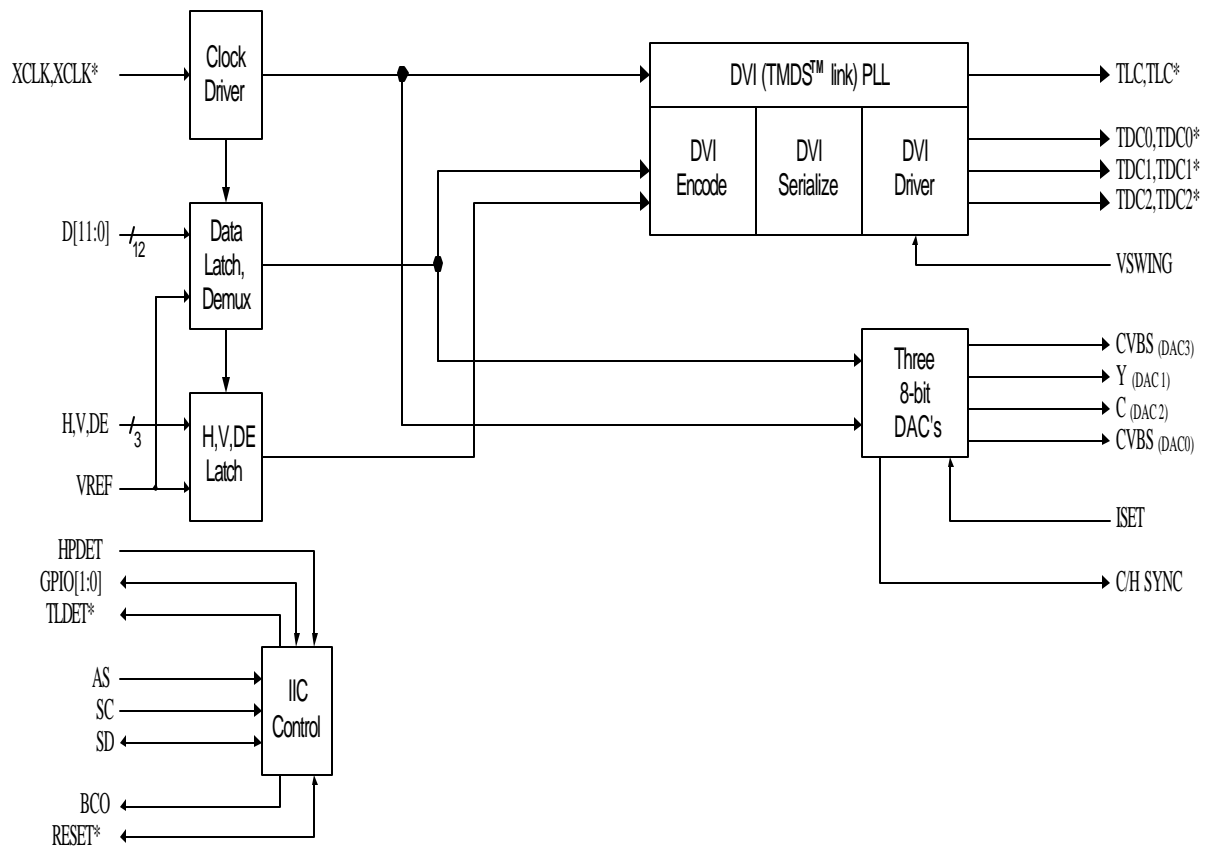 XCLK,XCLK*
Clock
Driver
DVI (TMDS™ link) PLL
TLC,TLC*
DVI
Encode
DVI
Serialize
DVI
Driver
TDC0,TDC0*
TDC1,TDC1*
TDC2,TDC2*
D[11:0]
12
Data
Latch,
Demux
VSWING
Three
8-bit
DAC's
CVBS (DAC3)
Y (DAC 1)
C (DAC 2)
CVBS (DAC0)
H,V,DE
3
H,V,DE
Latch
VREF
ISET
HPDET
GPIO[1:0]
TLDET*
C/H SYNC
AS
SC
SD
IIC
Control
BCO
RESET*